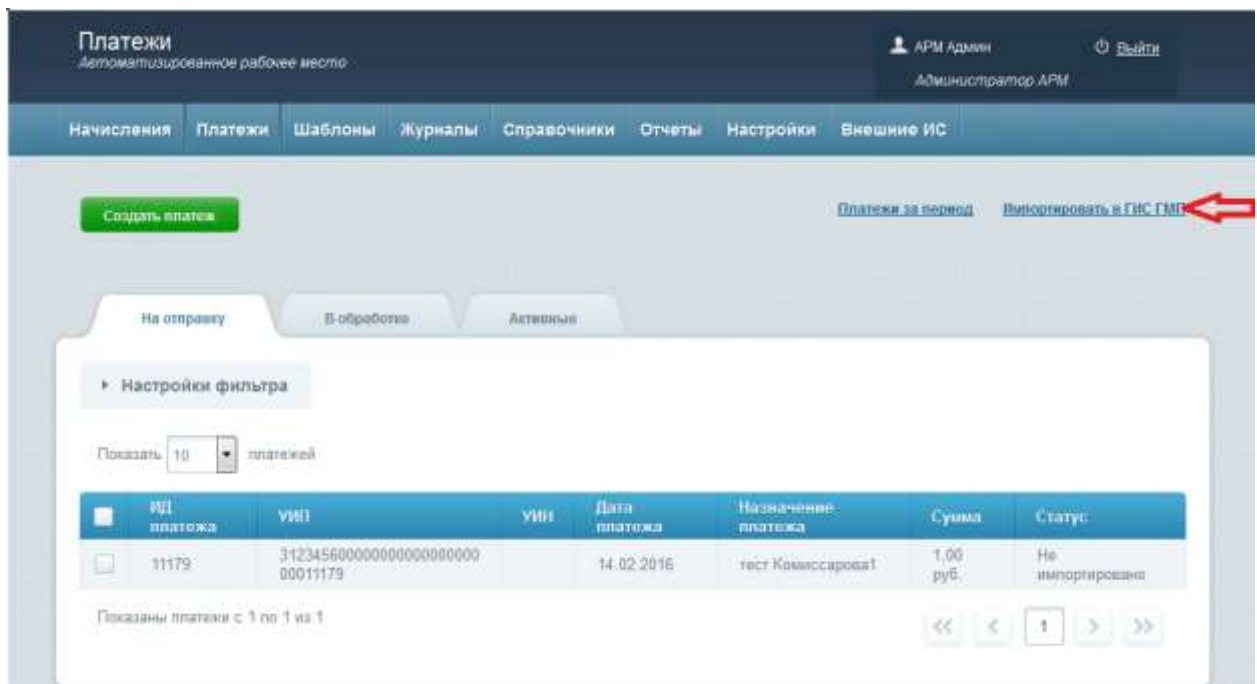 Платежи
Автоматизированное рабочее место
АРМ Админ
Выйти
Администратор АРМ
Начисления Платежи Шаблоны Журналы Справочники Отчеты Настройки Внешние ИС
Создать платеж
Платежи за период Импортировать в ГИС ГМП
На отправку В обработке Активные
Настройки фильтра
Показать 10 платежей
ИД платежа УИП УИН Дата платежа Назначение платежа Сумма Статус
11179
14.02.2016 тест Комиссарова1 1,00 руб. Не импортировано
00011179
Показаны платежи с 1 по 1 из 1
<< < 1 > >>